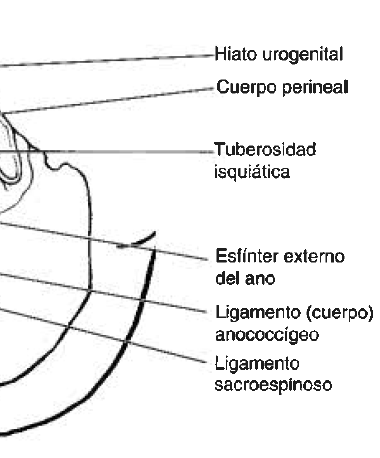 Hiato urogenital
Cuerpo perineal
Tuberosidad
isquiática
Esfínter externo
del ano
Ligamento (cuerpo)
anococcígeo
Ligamento
sacroespinoso